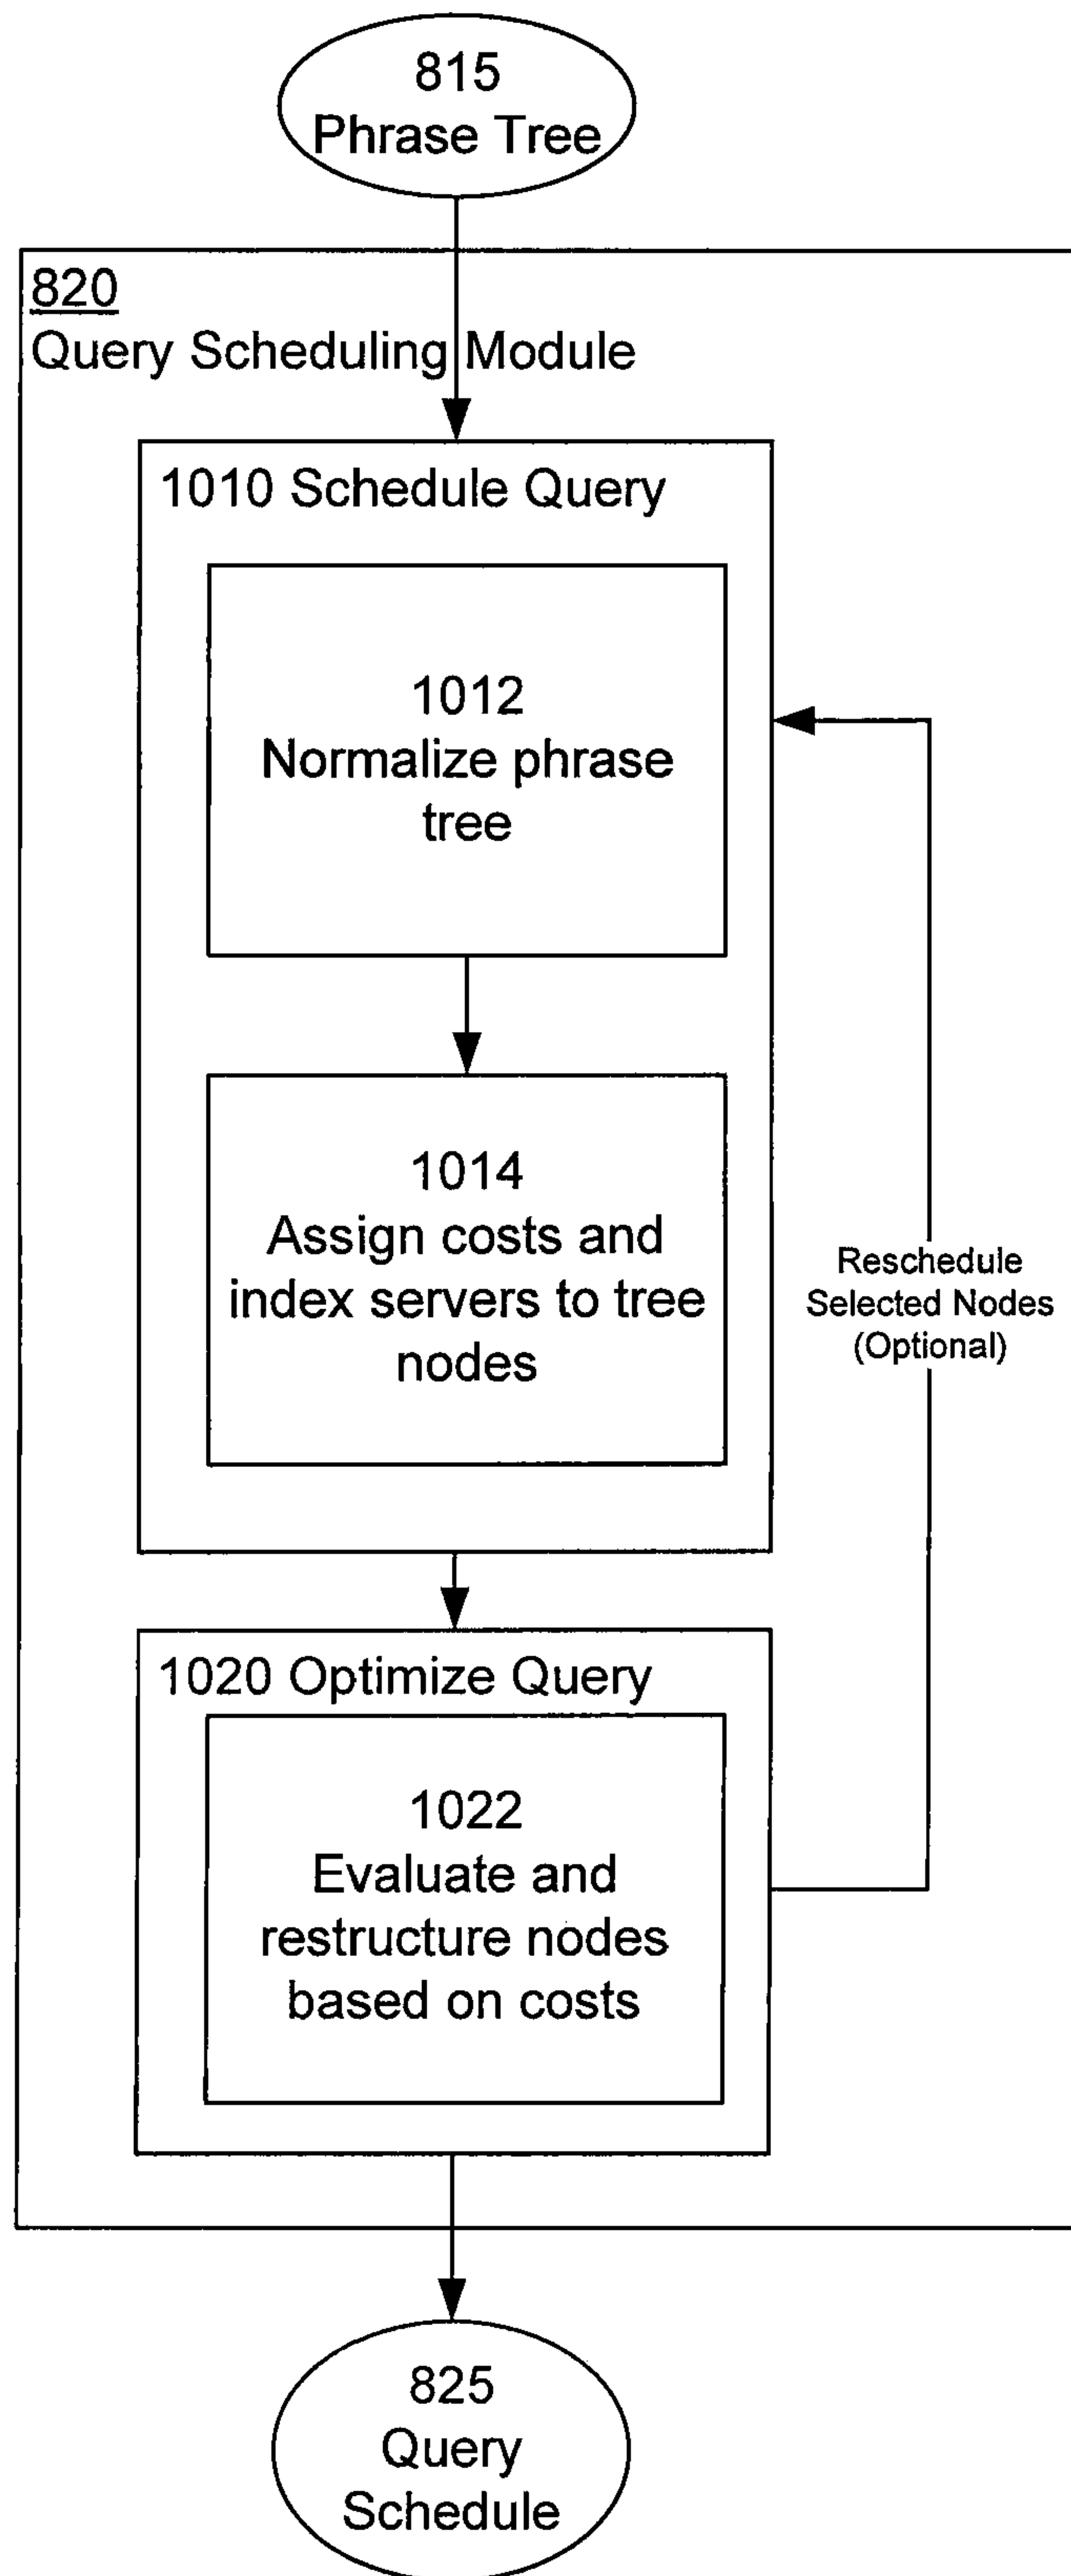 815
Phrase Tree
820
Query Scheduling Module
1010 Schedule Query
1012
Normalize phrase
tree
1014
Assign costs and
index servers to tree
nodes
Reschedule
Selected Nodes
(Optional)
1020 Optimize Query
1022
Evaluate and
restructure nodes
based on costs
825
Query
Schedule